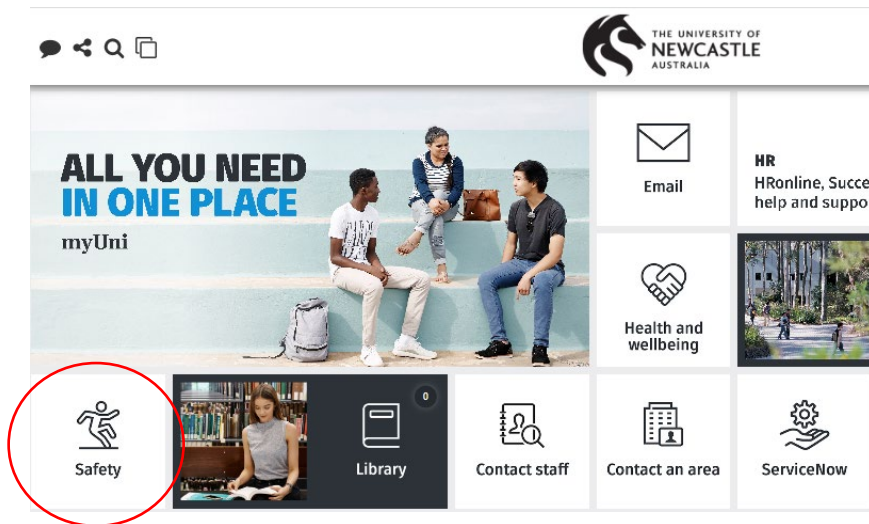 THE UNIVERSITY OF
NEWCASTLE
AUSTRALIA
ALL YOU NEED
IN ONE PLACE
myUni
Email
HR
HRonline, Succe
help and suppo
Health and
wellbeing
Safety
0
Library
Contact staff
Contact an area
ServiceNow